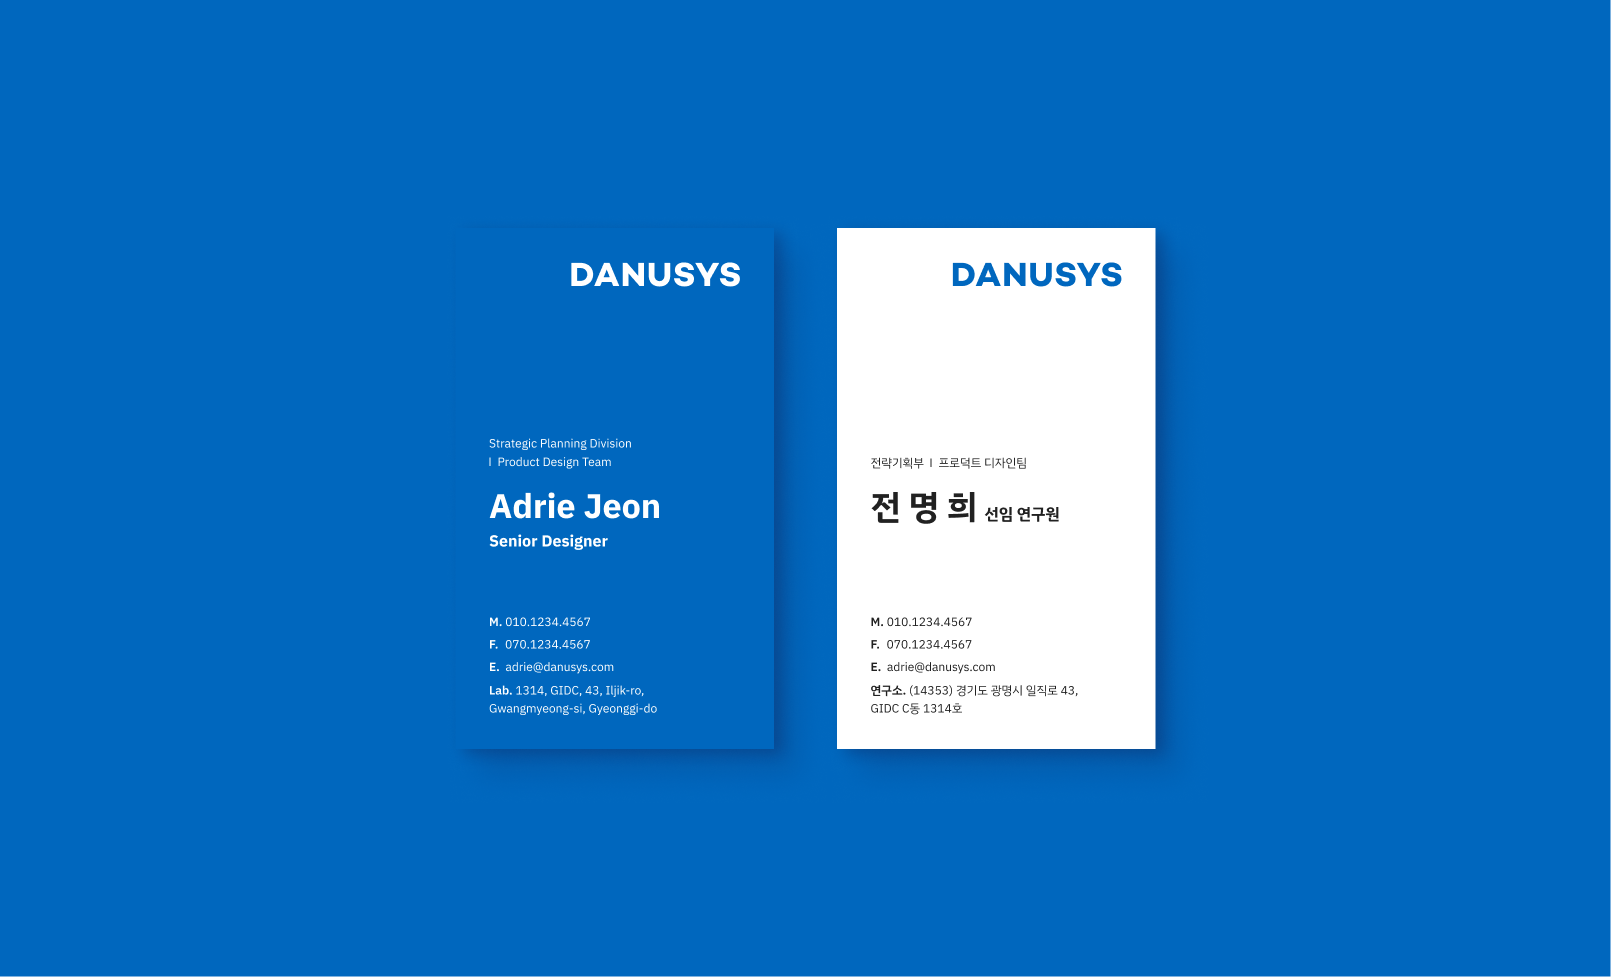 DANUSYS
Strategic Planning Division
I Product Design Team
Adrie Jeon
Senior Designer
M. 010.1234.4567
F. 070.1234.4567
E. adrie@danusys.com
Lab. 1314, GIDC, 43, Iljik-ro,
Gwangmyeong-si, Gyeonggi-do
DANUSYS
전략기획부 I 프로덕트 디자인팀
전 명 희 선임 연구원
M. 010.1234.4567
F. 070.1234.4567
E. adrie@danusys.com
연구소. (14353) 경기도 광명시 일직로 43,
GIDC C동 1314호